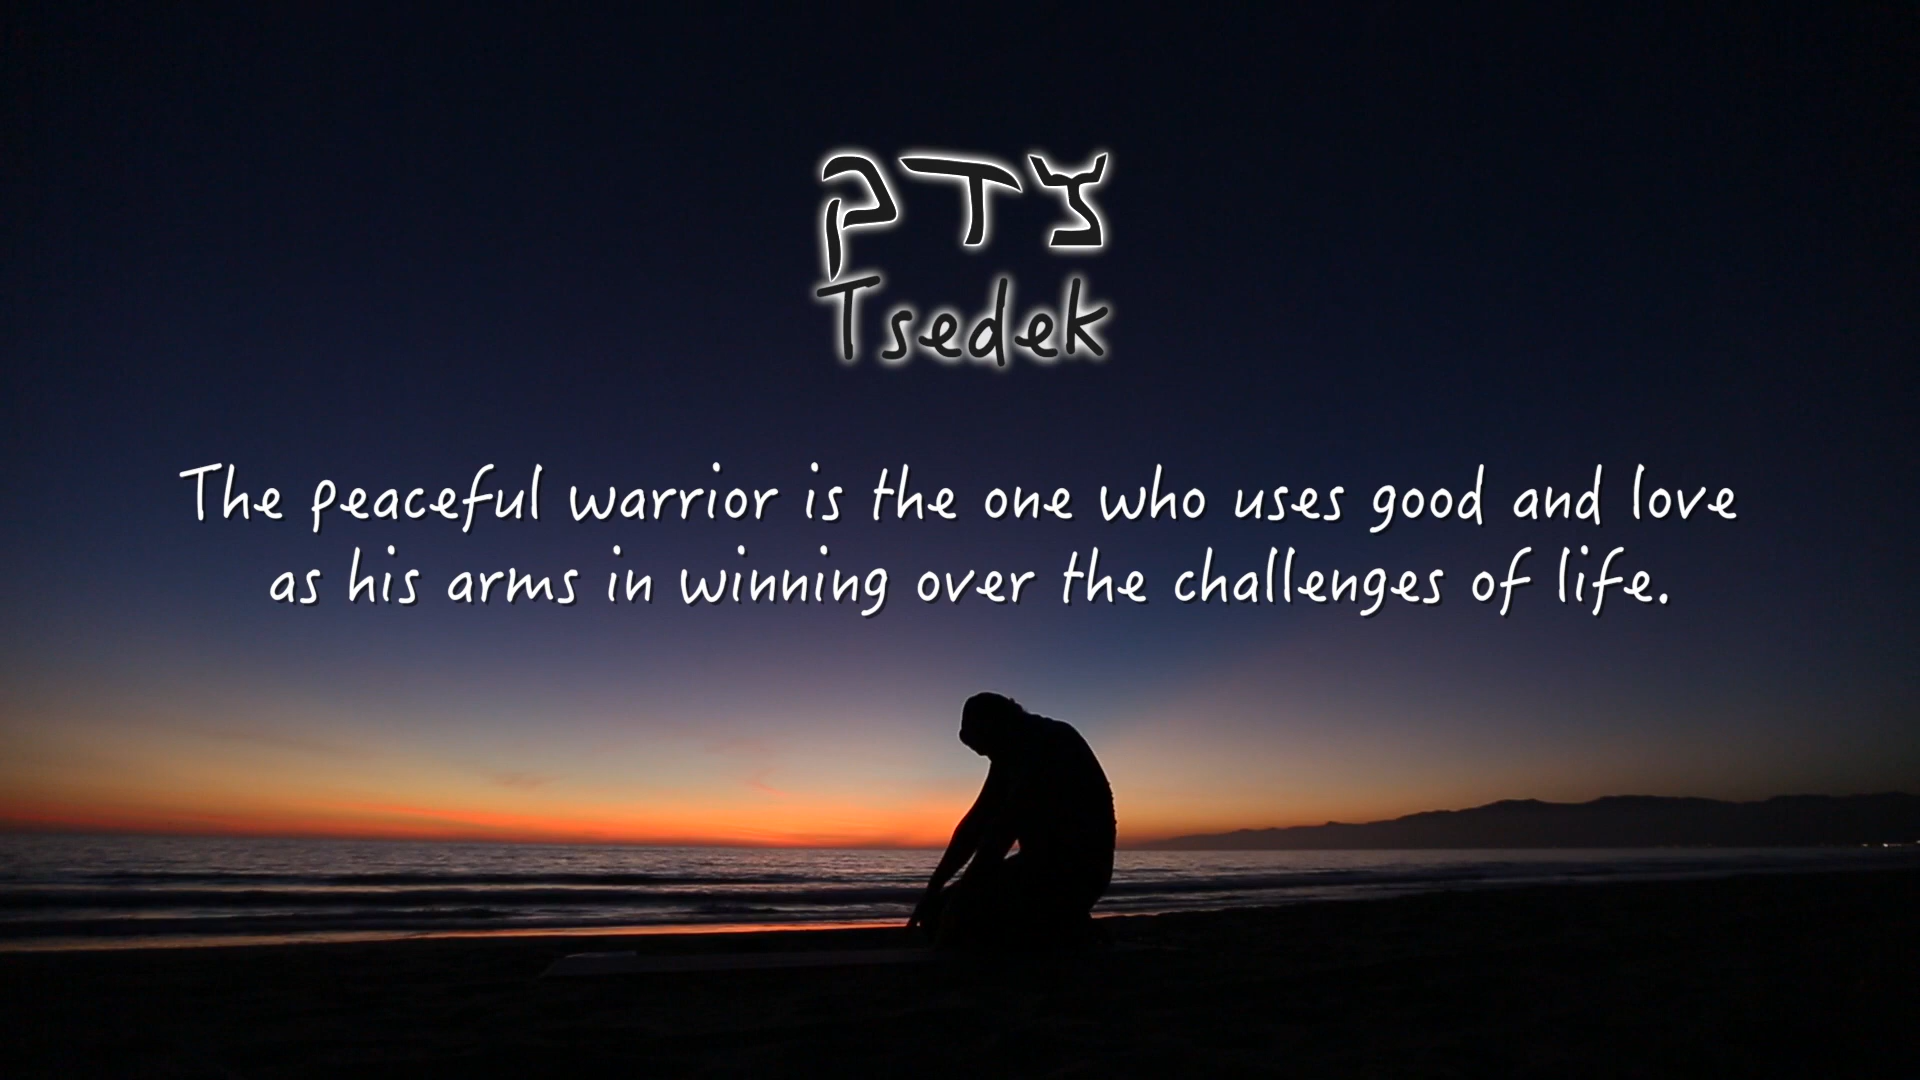 צדק
Tsedek
The peaceful warrior is the one who uses good and love
as his arms in winning over the challenges of life.